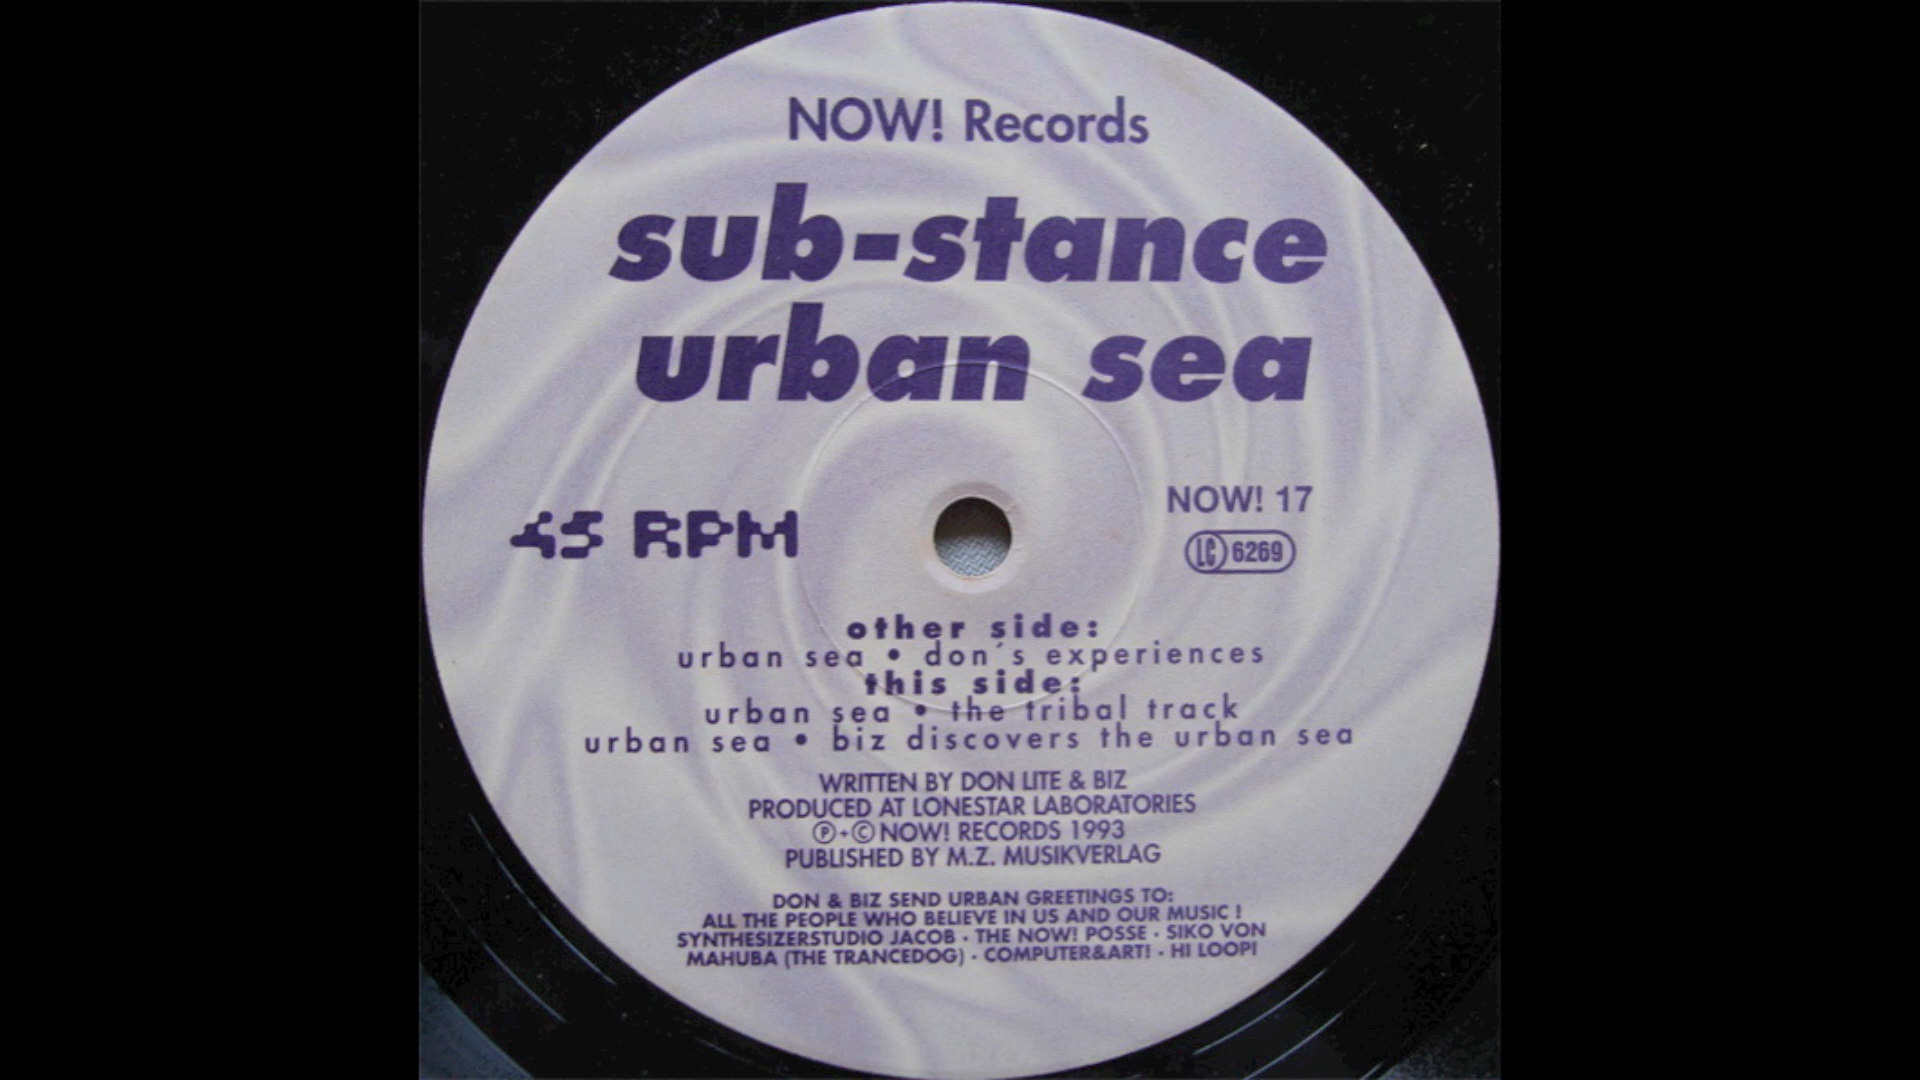 NOW! Records
sub-stance
urban sea
NOW! 17
45 RPM
LC 6269
other side:
urban sea • don´s experiences
this side:
urban sea • the tribal track
urban sea • biz discovers the urban sea
WRITTEN BY DON LITE & BIZ
PRODUCED AT LONESTAR LABORATORIES
Ⓟ+© NOW! RECORDS 1993
PUBLISHED BY M.Z. MUSIKVERLAG
DON & BIZ SEND URBAN GREETINGS TO:
ALL THE PEOPLE WHO BELIEVE IN US AND OUR MUSIC !
SYNTHESIZERSTUDIO JACOB · THE NOW! POSSE · SIKO VON
MAHUBA (THE TRANCEDOG) · COMPUTER&ART! · HI LOOPI